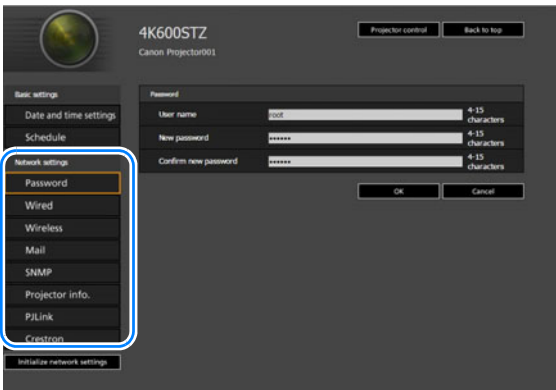 4K600STZ
Canon Projector001
Projector control
Back to top
Basic settings
Date and time settings
Schedule
Network settings
Password
Wired
Wireless
Mail
SNMP
Projector info.
PJLink
Crestron
Initialize network settings
Password
User name
root
4-15
characters
New password
••••••
4-15
characters
Confirm new password
••••••
4-15
characters
OK
Cancel